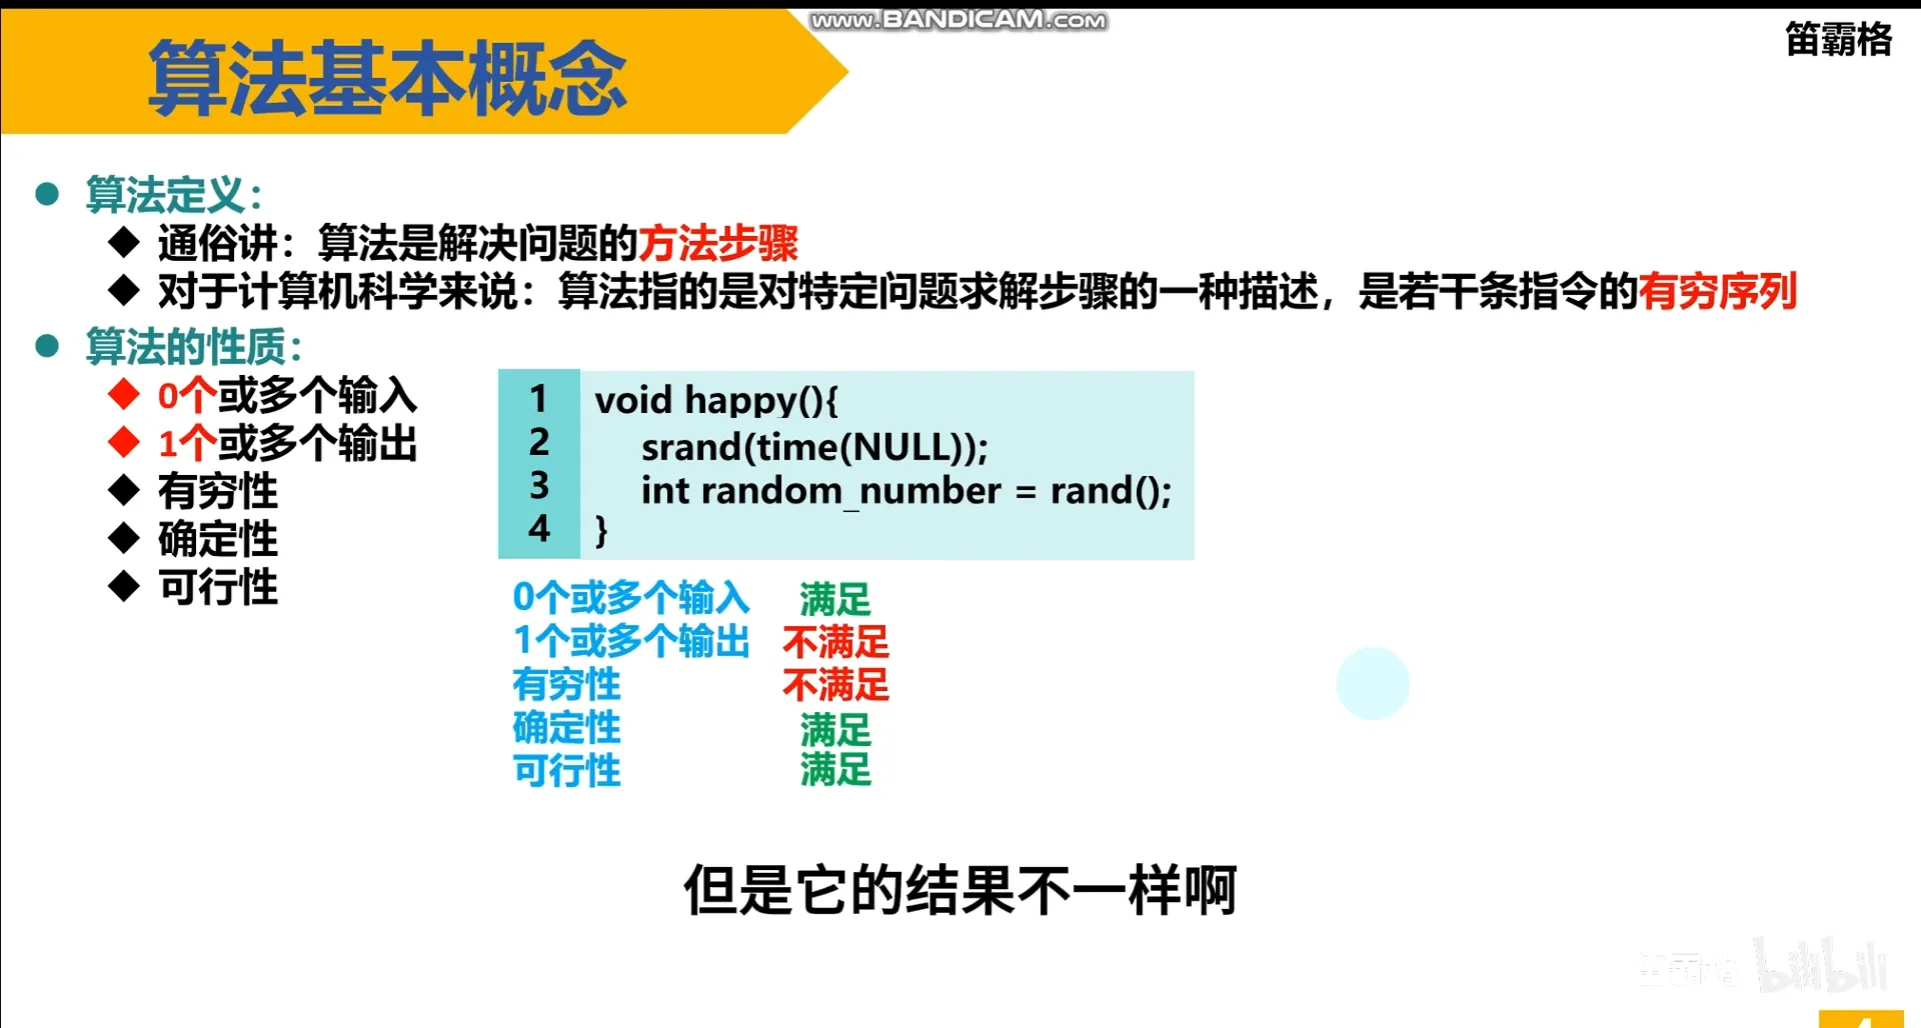 www.BANDICAM.com
笛霸格
算法基本概念
算法定义：
通俗讲：算法是解决问题的方法步骤
对于计算机科学来说：算法指的是对特定问题求解步骤的一种描述，是若干条指令的有穷序列
算法的性质：
0个或多个输入
1个或多个输出
有穷性
确定性
可行性
1 void happy(){
2 srand(time(NULL));
3 int random_number = rand();
4 }
0个或多个输入 满足
1个或多个输出 不满足
有穷性 不满足
确定性 满足
可行性 满足
但是它的结果不一样啊
笛霸格 bilibili